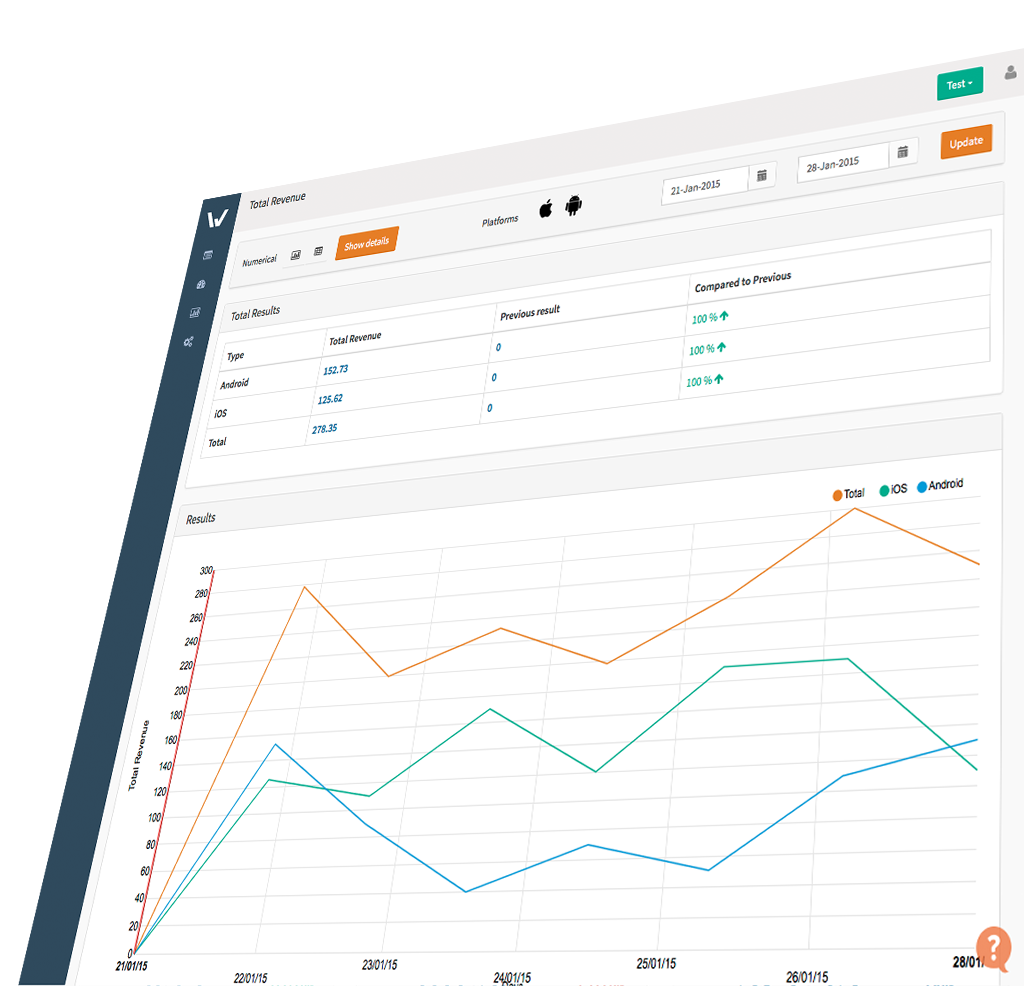 Test
Total Revenue
Numerical
Show details
Platforms
21-Jan-2015
28-Jan-2015
Update
Total Results
Type Total Revenue Previous result Compared to Previous
Android 152.73 0 100 %
iOS 125.62 0 100 %
Total 278.35 0 100 %
Results
Total iOS Android
Total Revenue
300
280
260
240
220
200
180
160
140
120
100
80
60
40
20
0
21/01/15 22/01/15 23/01/15 24/01/15 25/01/15 26/01/15 28/01/
?